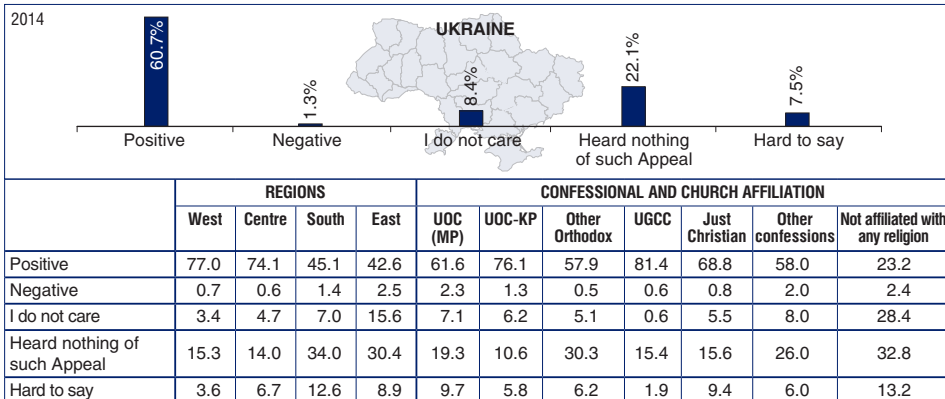 2014
UKRAINE
60.7%
1.3%
8.4%
22.1%
7.5%
Positive
Negative
I do not care
Heard nothing
of such Appeal
Hard to say
REGIONS CONFESSIONAL AND CHURCH AFFILIATION
West Centre South East UOC (MP) UOC-KP Other Orthodox UGCC Just Christian Other confessions Not affiliated with any religion
Positive 77.0 74.1 45.1 42.6 61.6 76.1 57.9 81.4 68.8 58.0 23.2
Negative 0.7 0.6 1.4 2.5 2.3 1.3 0.5 0.6 0.8 2.0 2.4
I do not care 3.4 4.7 7.0 15.6 7.1 6.2 5.1 0.6 5.5 8.0 28.4
Heard nothing of
such Appeal 15.3 14.0 34.0 30.4 19.3 10.6 30.3 15.4 15.6 26.0 32.8
Hard to say 3.6 6.7 12.6 8.9 9.7 5.8 6.2 1.9 9.4 6.0 13.2